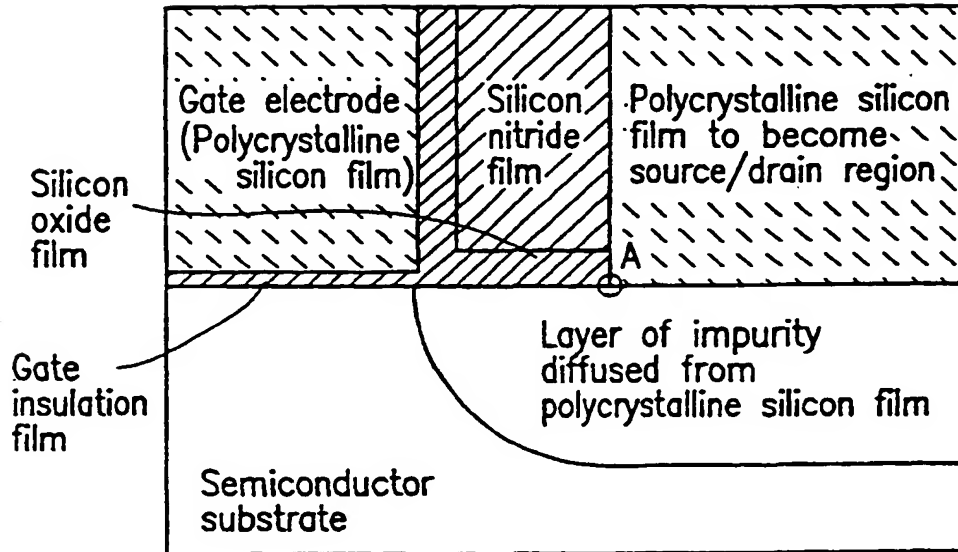 Gate electrode
(Polycrystalline
silicon film)
Silicon
nitride
film
Polycrystalline silicon
film to become
source/drain region
Silicon
oxide
film
A
Gate
insulation
film
Layer of impurity
diffused from
polycrystalline silicon film
Semiconductor
substrate